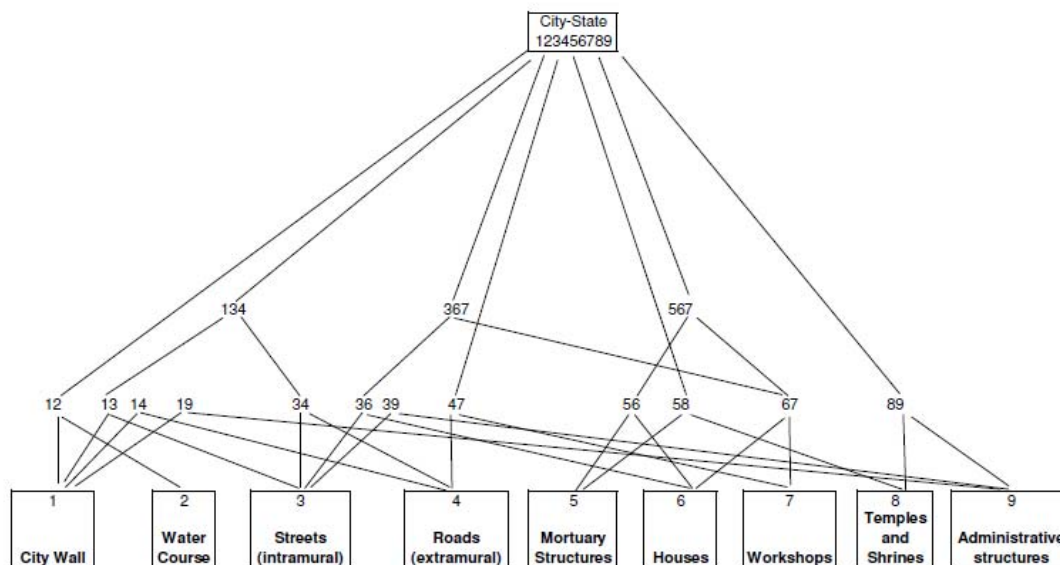 City-State
123456789
134 367 567
12 13 14 19 34 36 39 47 56 58 67 89
1 2 3 4 5 6 7 8 9
City Wall
Water
Course
Streets
(intramural)
Roads
(extramural)
Mortuary
Structures
Houses
Workshops
Temples
and
Shrines
Administrative
structures